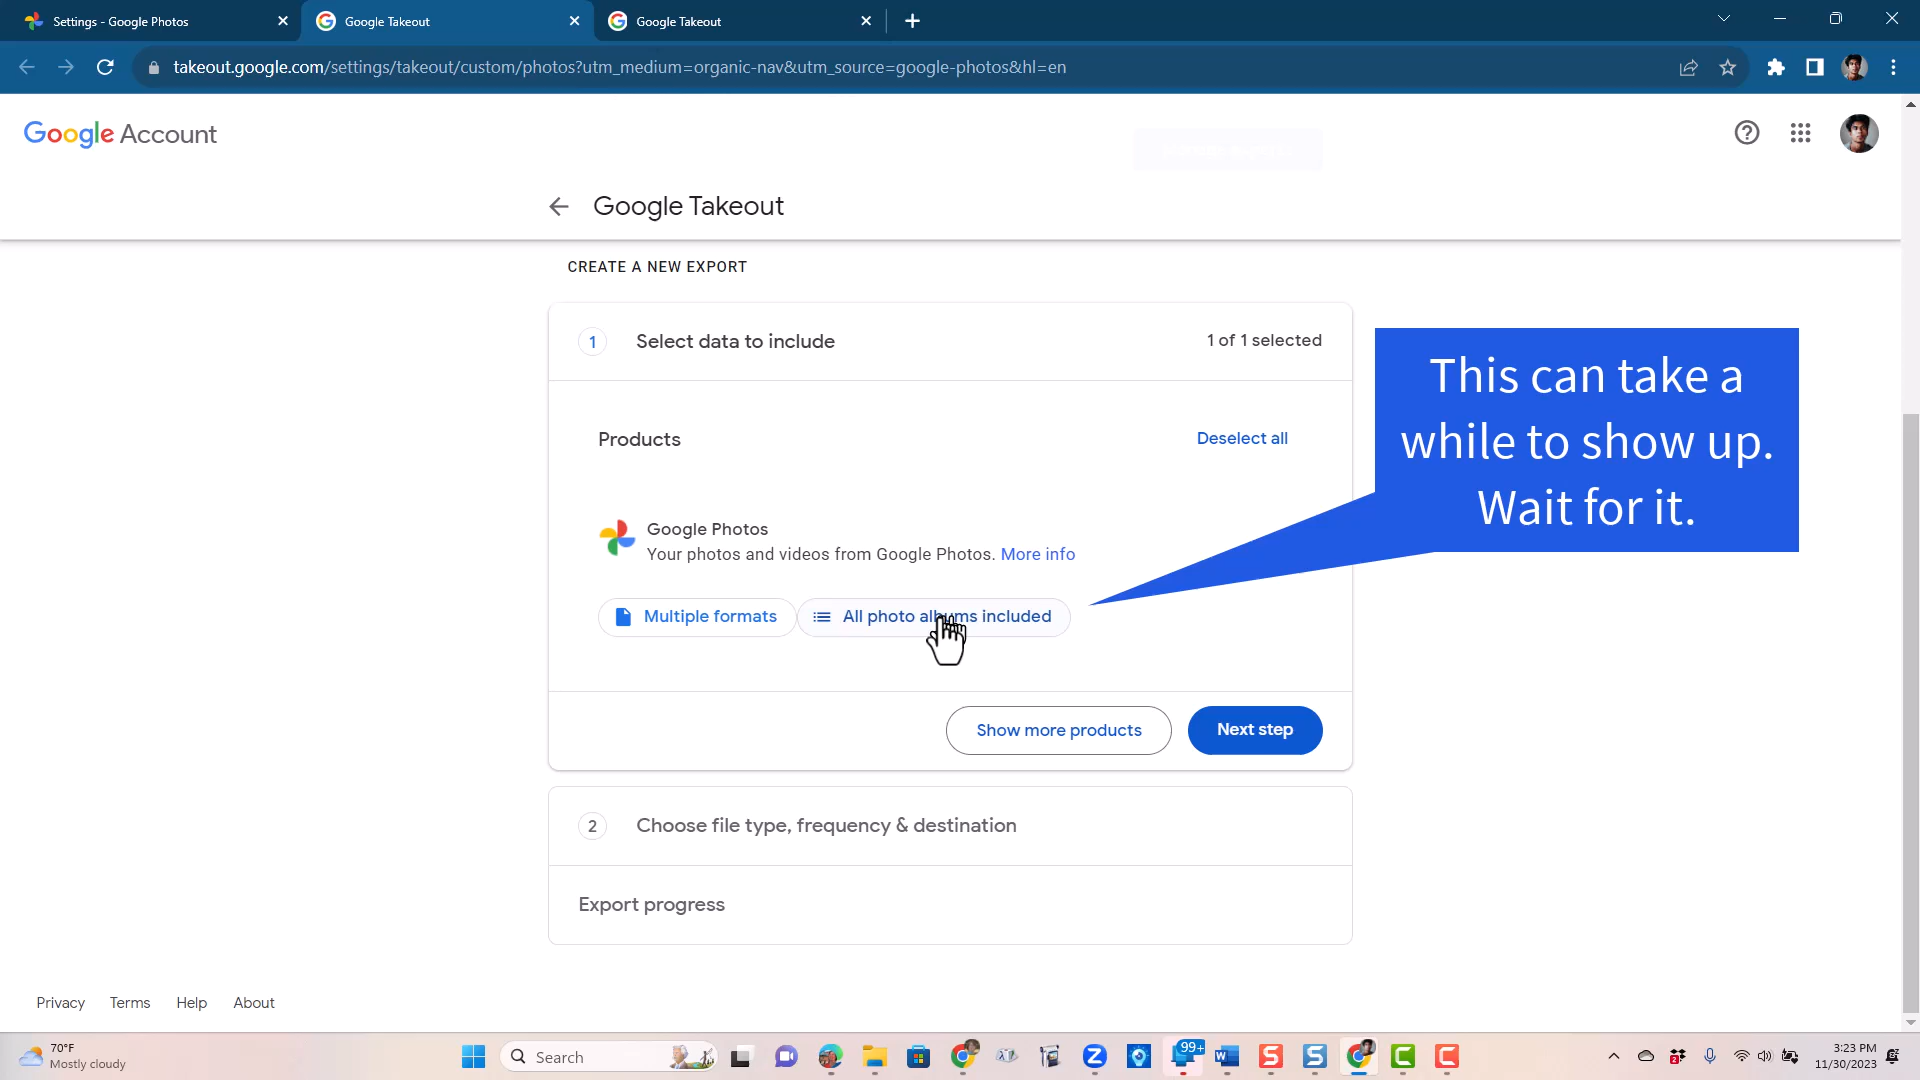 Settings - Google Photos
Google Takeout
Google Takeout
takeout.google.com/settings/takeout/custom/photos?utm_medium=organic-nav&utm_source=google-photos&hl=en
Google Account
Google Takeout
CREATE A NEW EXPORT
1 Select data to include 1 of 1 selected
Products Deselect all
Google Photos
Your photos and videos from Google Photos. More info
Multiple formats
All photo albums included
This can take a
while to show up.
Wait for it.
Show more products
Next step
2 Choose file type, frequency & destination
Export progress
Privacy Terms Help About
70°F
Mostly cloudy
Search
99+
3:23 PM
11/30/2023